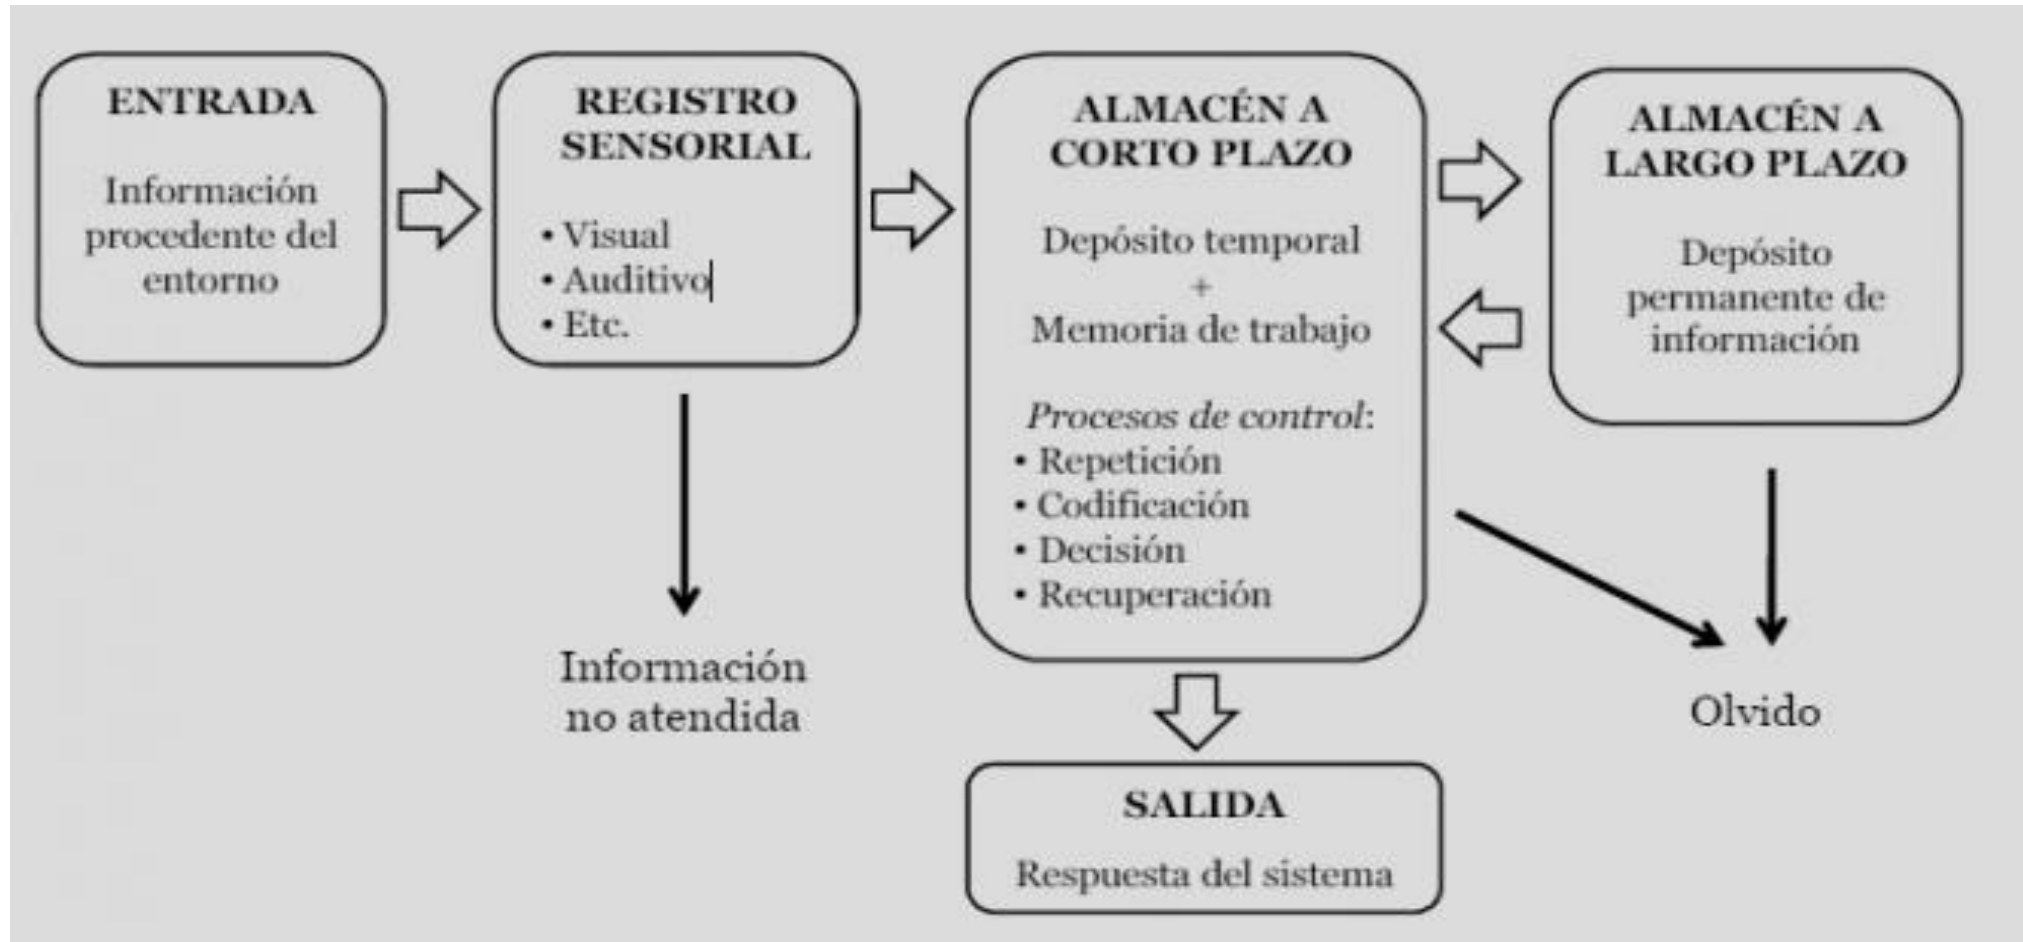 ENTRADA
Información
procedente del
entorno
REGISTRO
SENSORIAL
• Visual
• Auditivo
• Etc.
Información
no atendida
ALMACÉN A
CORTO PLAZO
Depósito temporal
+
Memoria de trabajo
Procesos de control:
• Repetición
• Codificación
• Decisión
• Recuperación
ALMACÉN A
LARGO PLAZO
Depósito
permanente de
información
Olvido
SALIDA
Respuesta del sistema